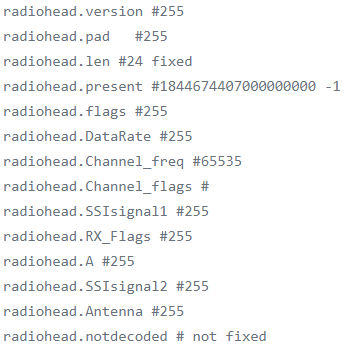 radiohead.version #255
radiohead.pad   #255
radiohead.len #24 fixed
radiohead.present #1844674407000000000 -1
radiohead.flags #255
radiohead.DataRate #255
radiohead.Channel_freq #65535
radiohead.Channel_flags #
radiohead.SSIsignal1 #255
radiohead.RX_Flags #255
radiohead.A #255
radiohead.SSIsignal2 #255
radiohead.Antenna #255
radiohead.notdecoded # not fixed